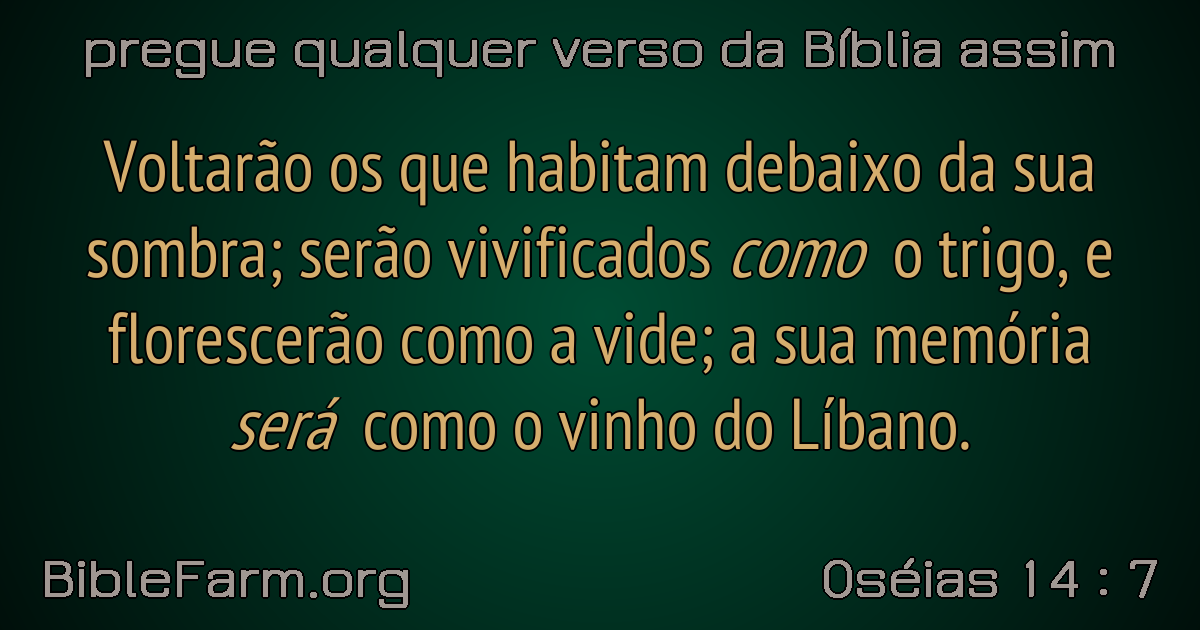 pregue qualquer verso da Bíblia assim
Voltarão os que habitam debaixo da sua
sombra; serão vivificados como o trigo, e
florescerão como a vide; a sua memória
será como o vinho do Líbano.
BibleFarm.org
Oséias 14 : 7